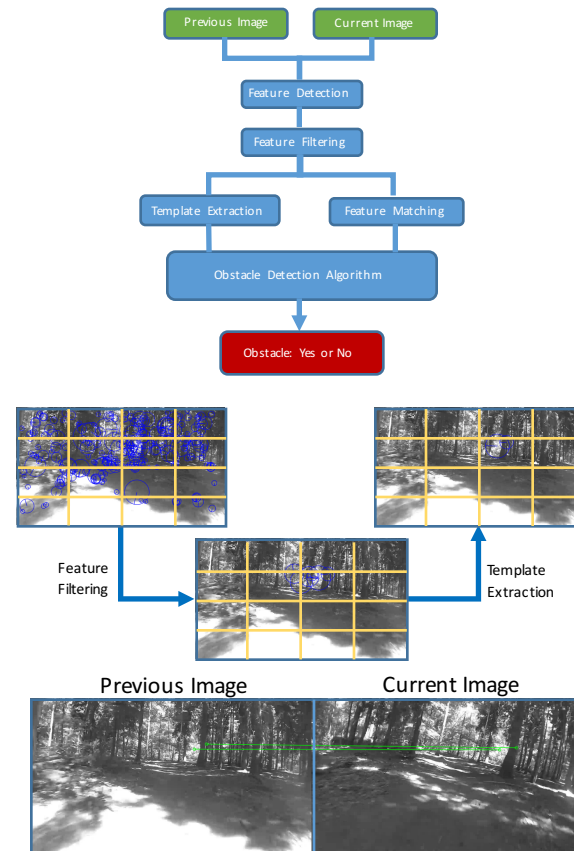 Previous Image
Current Image
Feature Detection
Feature Filtering
Template Extraction
Feature Matching
Obstacle Detection Algorithm
Obstacle: Yes or No
Feature
Filtering
Template
Extraction
Previous Image
Current Image